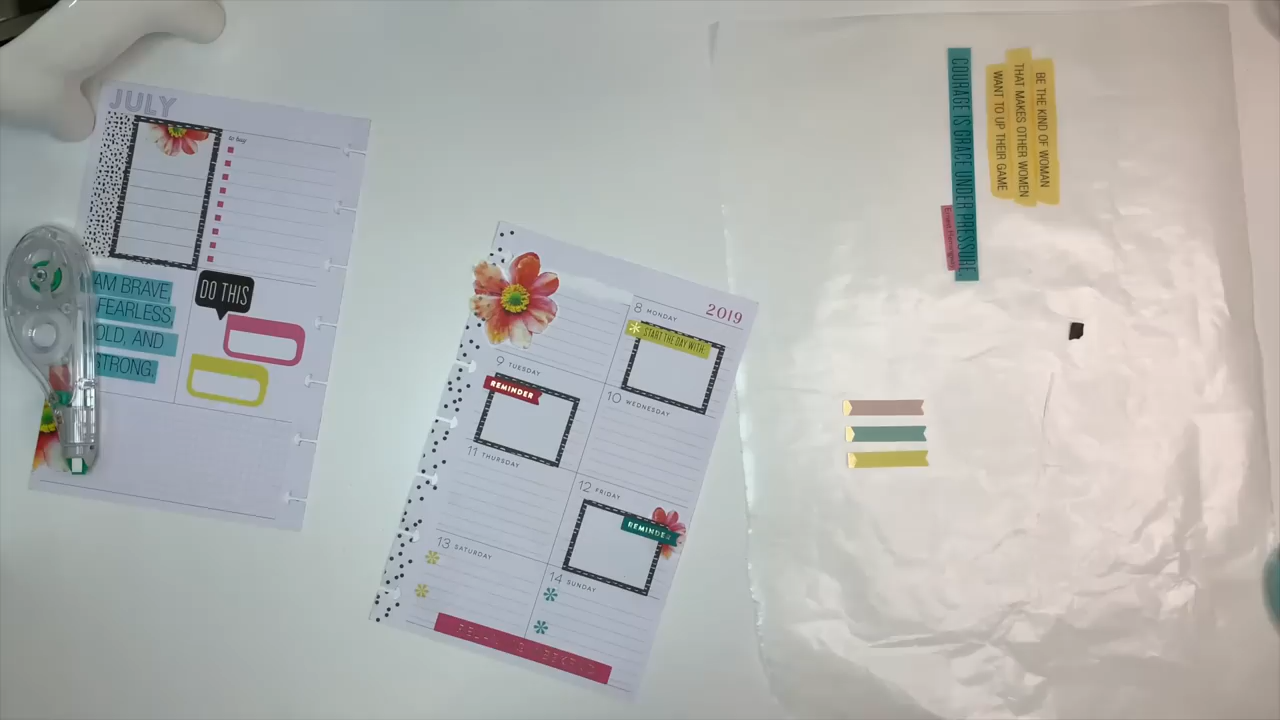 JULY
to buy
AM BRAVE
FEARLESS
OLD, AND
STRONG.
DO THIS
2019
8 MONDAY
START THE DAY WITH
9 TUESDAY
REMINDER
10 WEDNESDAY
11 THURSDAY
12 FRIDAY
REMINDER
13 SATURDAY
14 SUNDAY
COURAGE IS GRACE UNDER PRESSURE
BE THE KIND OF WOMAN
THAT MAKES OTHER WOMEN
WANT TO UP THEIR GAME